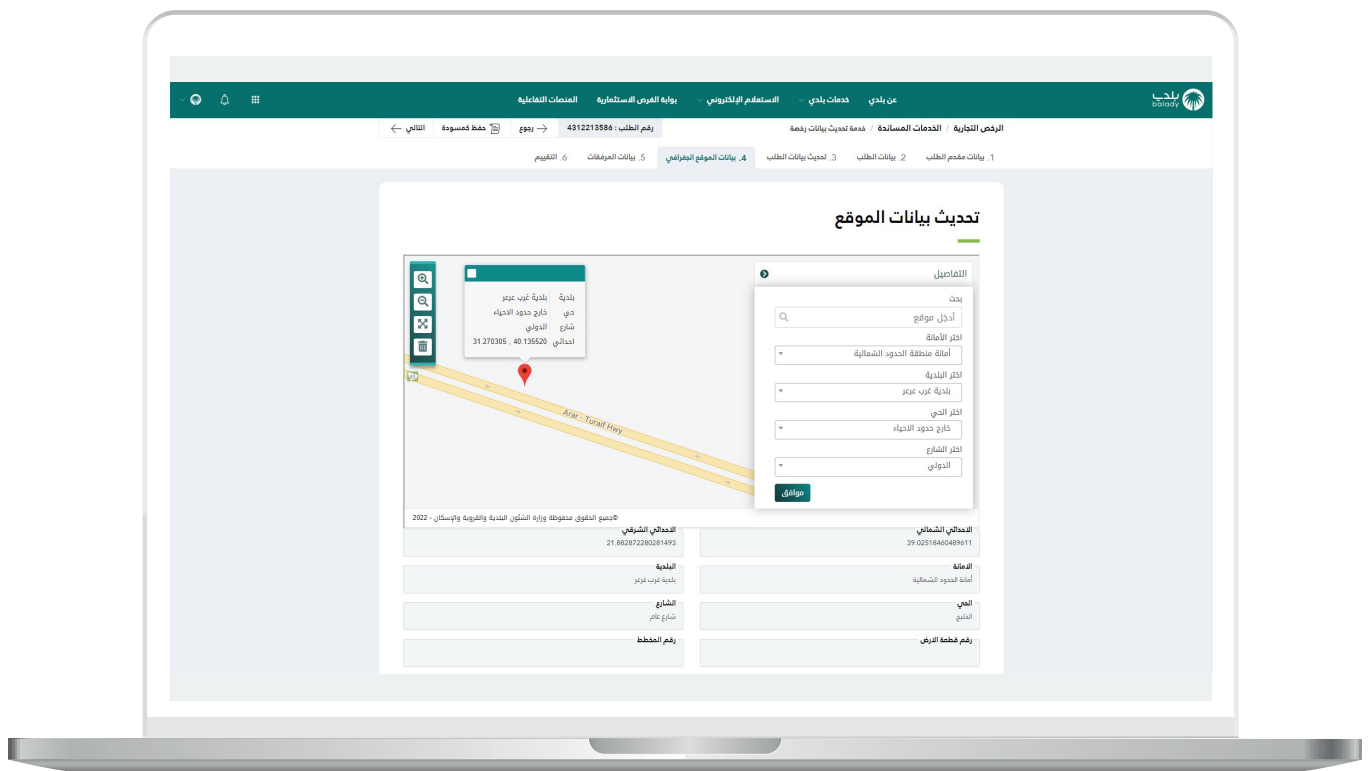 بلدي
balady
عن بلدي
خدمات بلدي
الاستعلام الإلكتروني
بوابة الفرص الاستثمارية
المنصات التفاعلية
الرخص التجارية / الخدمات المساندة / خدمة تحديث بيانات رخصة
رقم الطلب : 4312213586
رجوع
حفظ كمسودة
التالي
1. بيانات مقدم الطلب
2. بيانات الطلب
3. تحديث بيانات الطلب
4. بيانات الموقع الجغرافي
5. بيانات المرفقات
6. التقييم
تحديث بيانات الموقع
التفاصيل
بحث
أدخل موقع
اختر الأمانة
أمانة منطقة الحدود الشمالية
اختر البلدية
بلدية غرب عرعر
اختر الحي
خارج حدود الاحياء
اختر الشارع
الدولي
موافق
بلدية بلدية غرب عرعر
حي خارج حدود الاحياء
شارع الدولي
احداثي 40.135520 , 31.270305
Arar - Turaif Hwy
©جميع الحقوق محفوظة وزارة الشئون البلدية والقروية والإسكان - 2022
الاحداثي الشمالي
39.02518460489611
الاحداثي الشرقي
21.882872280281493
الامانة
أمانة الحدود الشمالية
البلدية
بلدية غرب عرعر
الحي
الخليج
الشارع
شارع عام
رقم قطعة الارض
رقم المخطط